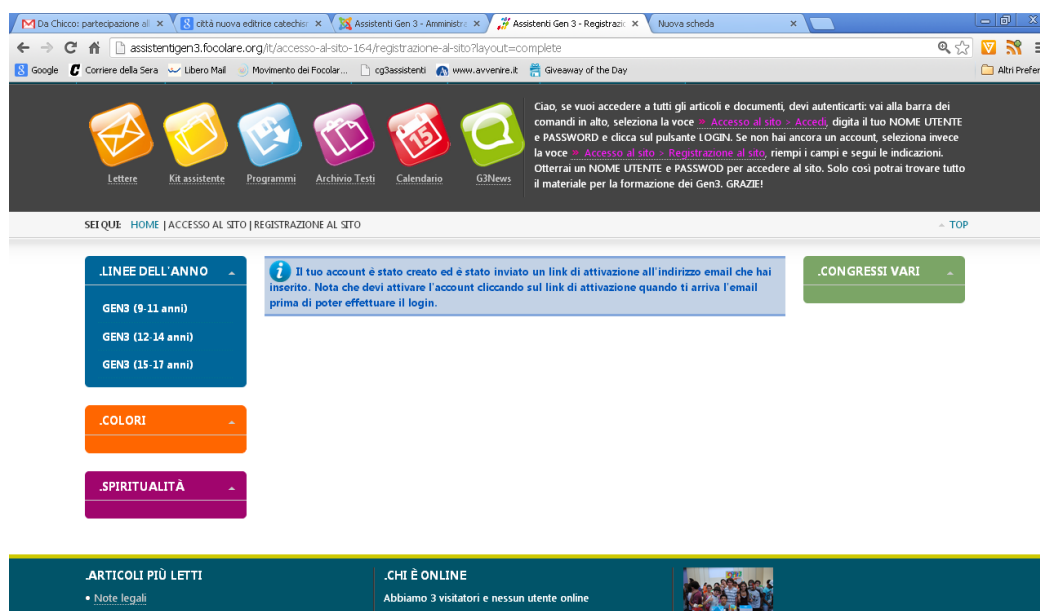 Da Chicco: partecipazione al
città nuova editrice catechisr
Assistenti Gen 3 - Amministra
Assistenti Gen 3 - Registrazio
Nuova scheda
assistentigen3.focolare.org/it/accesso-al-sito-164/registrazione-al-sito?layout=complete
Google
Corriere della Sera
Libero Mail
Movimento dei Focolar...
cg3assistenti
www.avvenire.it
Giveaway of the Day
Altri Prefer
Ciao, se vuoi accedere a tutti gli articoli e documenti, devi autenticarti: vai alla barra dei
comandi in alto, seleziona la voce » Accesso al sito > Accedi, digita il tuo NOME UTENTE
e PASSWORD e clicca sul pulsante LOGIN. Se non hai ancora un account, seleziona invece
la voce » Accesso al sito > Registrazione al sito, riempi i campi e segui le indicazioni.
Otterrai un NOME UTENTE e PASSWOD per accedere al sito. Solo così potrai trovare tutto
il materiale per la formazione dei Gen3. GRAZIE!
15
Lettere
Kit assistente
Programmi
Archivio Testi
Calendario
G3News
SEI QUI: HOME | ACCESSO AL SITO | REGISTRAZIONE AL SITO
TOP
.LINEE DELL'ANNO
GEN3 (9-11 anni)
GEN3 (12-14 anni)
GEN3 (15-17 anni)
.COLORI
.SPIRITUALITÀ
Il tuo account é stato creato ed é stato inviato un link di attivazione all'indirizzo email che hai
inserito. Nota che devi attivare l'account cliccando sul link di attivazione quando ti arriva l'email
prima di poter effettuare il login.
.CONGRESSI VARI
.ARTICOLI PIÙ LETTI
• Note legali
.CHI È ONLINE
Abbiamo 3 visitatori e nessun utente online